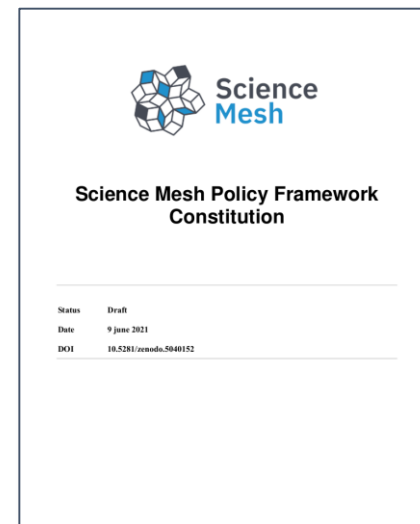 Science
Mesh
Science Mesh Policy Framework
Constitution
Status Draft
Date 9 june 2021
DOI 10.5281/zenodo.5040152